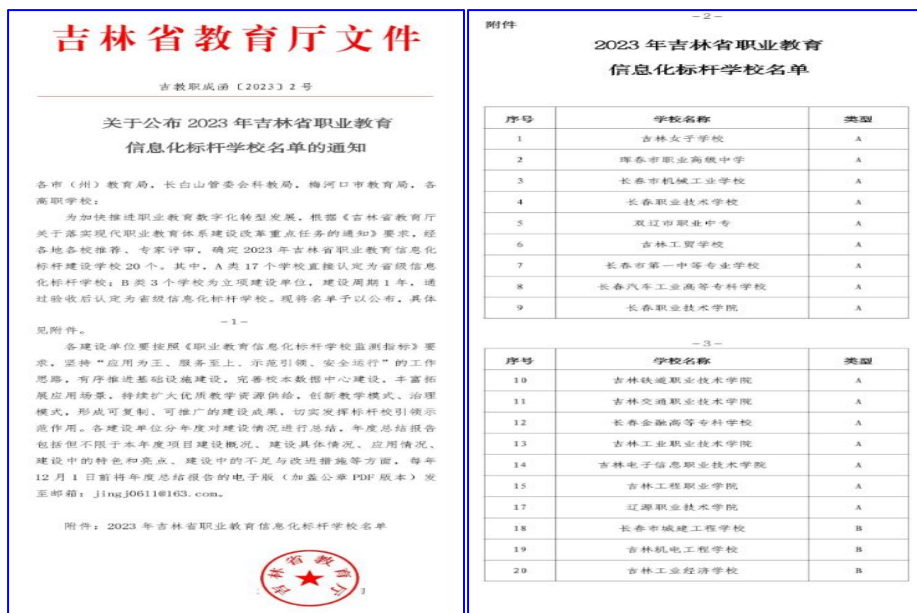 吉林省教育厅文件
吉教职成函〔2023〕2 号
关于公布 2023 年吉林省职业教育
信息化标杆学校名单的通知
各市（州）教育局，长白山管委会科教局，梅河口市教育局，各
高职学校：
为加快推进职业教育数字化转型发展，根据《吉林省教育厅
关于落实现代职业教育体系建设改革重点任务的通知》要求，经
各地各校推荐、专家评审，确定 2023 年吉林省职业教育信息化
标杆建设学校 20 个。其中，A 类 17 个学校直接认定为省级信息
化标杆学校；B 类 3 个学校为立项建设单位，建设周期 1 年，通
过验收后认定为省级信息化标杆学校。现将名单予以公布，具体
－1－
见附件。
各建设单位要按照《职业教育信息化标杆学校监测指标》要
求，坚持“应用为王、服务至上、示范引领、安全运行”的工作
思路，有序推进基础设施建设，完善校本数据中心建设，丰富拓
展应用场景，持续扩大优质教学资源供给，创新教学模式、治理
模式，形成可复制、可推广的建设成果，切实发挥标杆校引领示
范作用。各建设单位分年度对建设情况进行总结，年度总结报告
包括但不限于本年度项目建设概况、建设具体情况、应用情况、
建设中的特色和亮点、建设中的不足与改进措施等方面，每年
12 月 1 日前将年度总结报告的电子版（加盖公章 PDF 版本）发
至邮箱：jingj0611@163.com。
附件：2023 年吉林省职业教育信息化标杆学校名单
吉林省教育厅
－2－
附件
2023 年吉林省职业教育
信息化标杆学校名单
序号 学校名称 类型
1 吉林女子学校 A
2 珲春市职业高级中学 A
3 长春市机械工业学校 A
4 长春职业技术学校 A
5 双辽市职业中专 A
6 吉林工贸学校 A
7 长春市第一中等专业学校 A
8 长春汽车工业高等专科学校 A
9 长春职业技术学院 A
－3－
序号 学校名称 类型
10 吉林铁道职业技术学院 A
11 吉林交通职业技术学院 A
12 长春金融高等专科学校 A
13 吉林工业职业技术学院 A
14 吉林电子信息职业技术学院 A
15 吉林工程职业学院 A
17 辽源职业技术学院 A
18 长春市城建工程学校 B
19 吉林机电工程学校 B
20 吉林工业经济学校 B